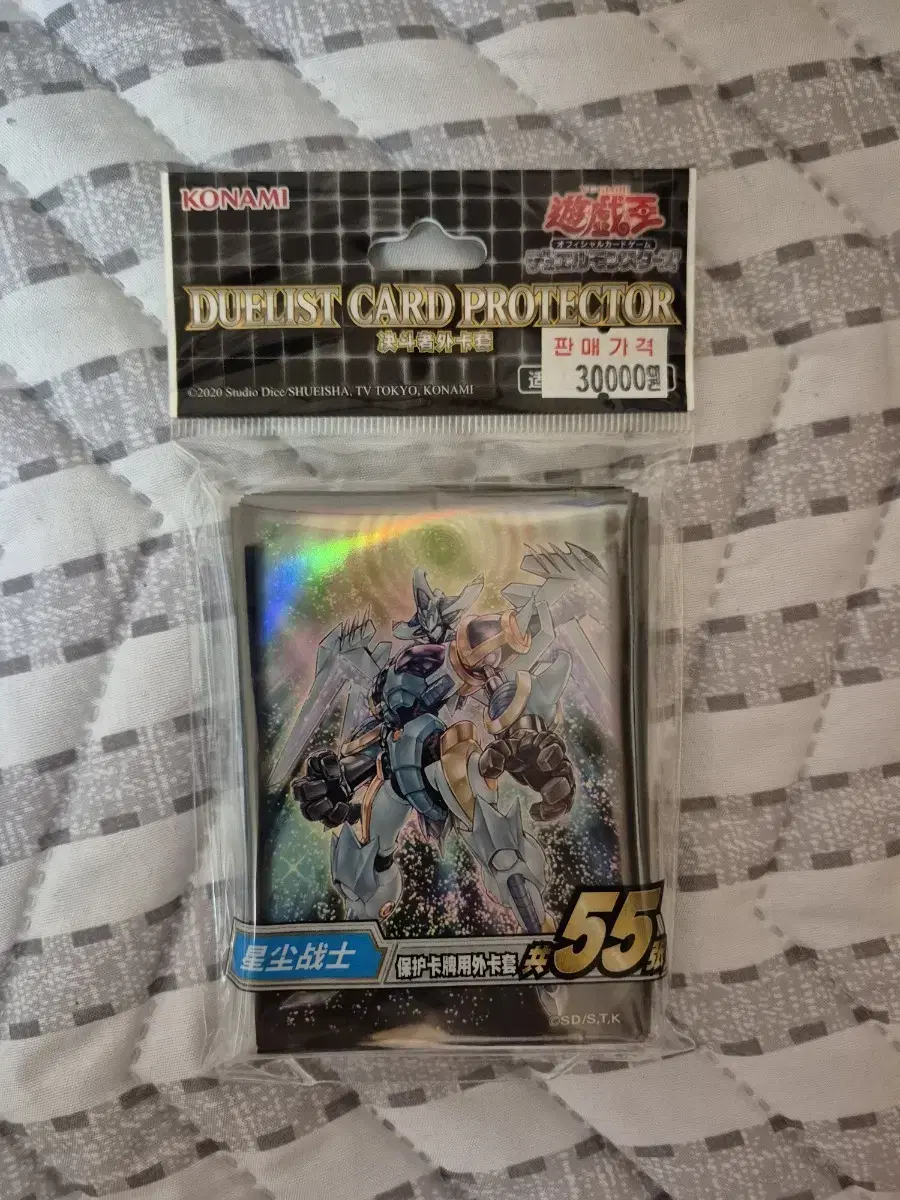 KONAMI
遊戯王
オフィシャルカードゲーム
デュエルモンスターズ
DUELIST CARD PROTECTOR
决斗者外卡套
판매가격
30000원
©2020 Studio Dice/SHUEISHA, TV TOKYO, KONAMI
星尘战士
保护卡牌用外卡套 共55张
©SD/S,T,K